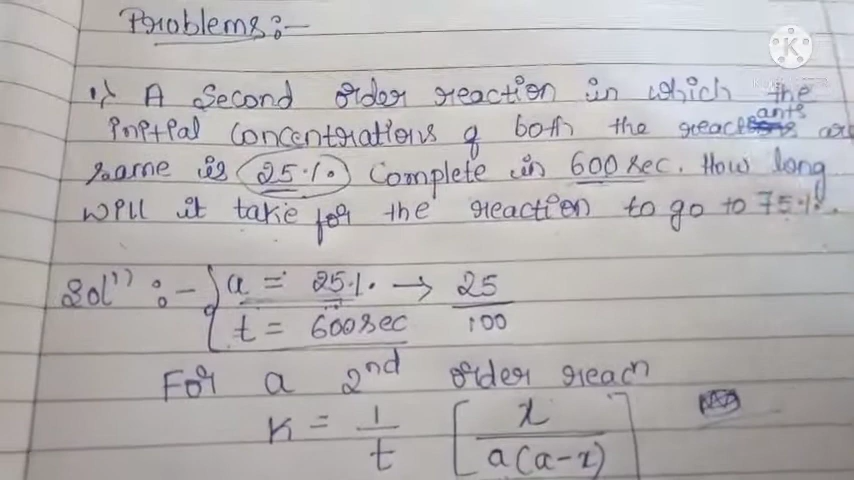 Problems :-
1) A Second order reaction in which the
initial concentrations of both the reactants are
same is 25 % Complete in 600 sec. How long
will it take for the reaction to go to 75 %.
Solⁿ :- a = 25 % → 25/100
t = 600 sec
For a 2nd order reacn
K = 1/t [x/a(a-x)]
K